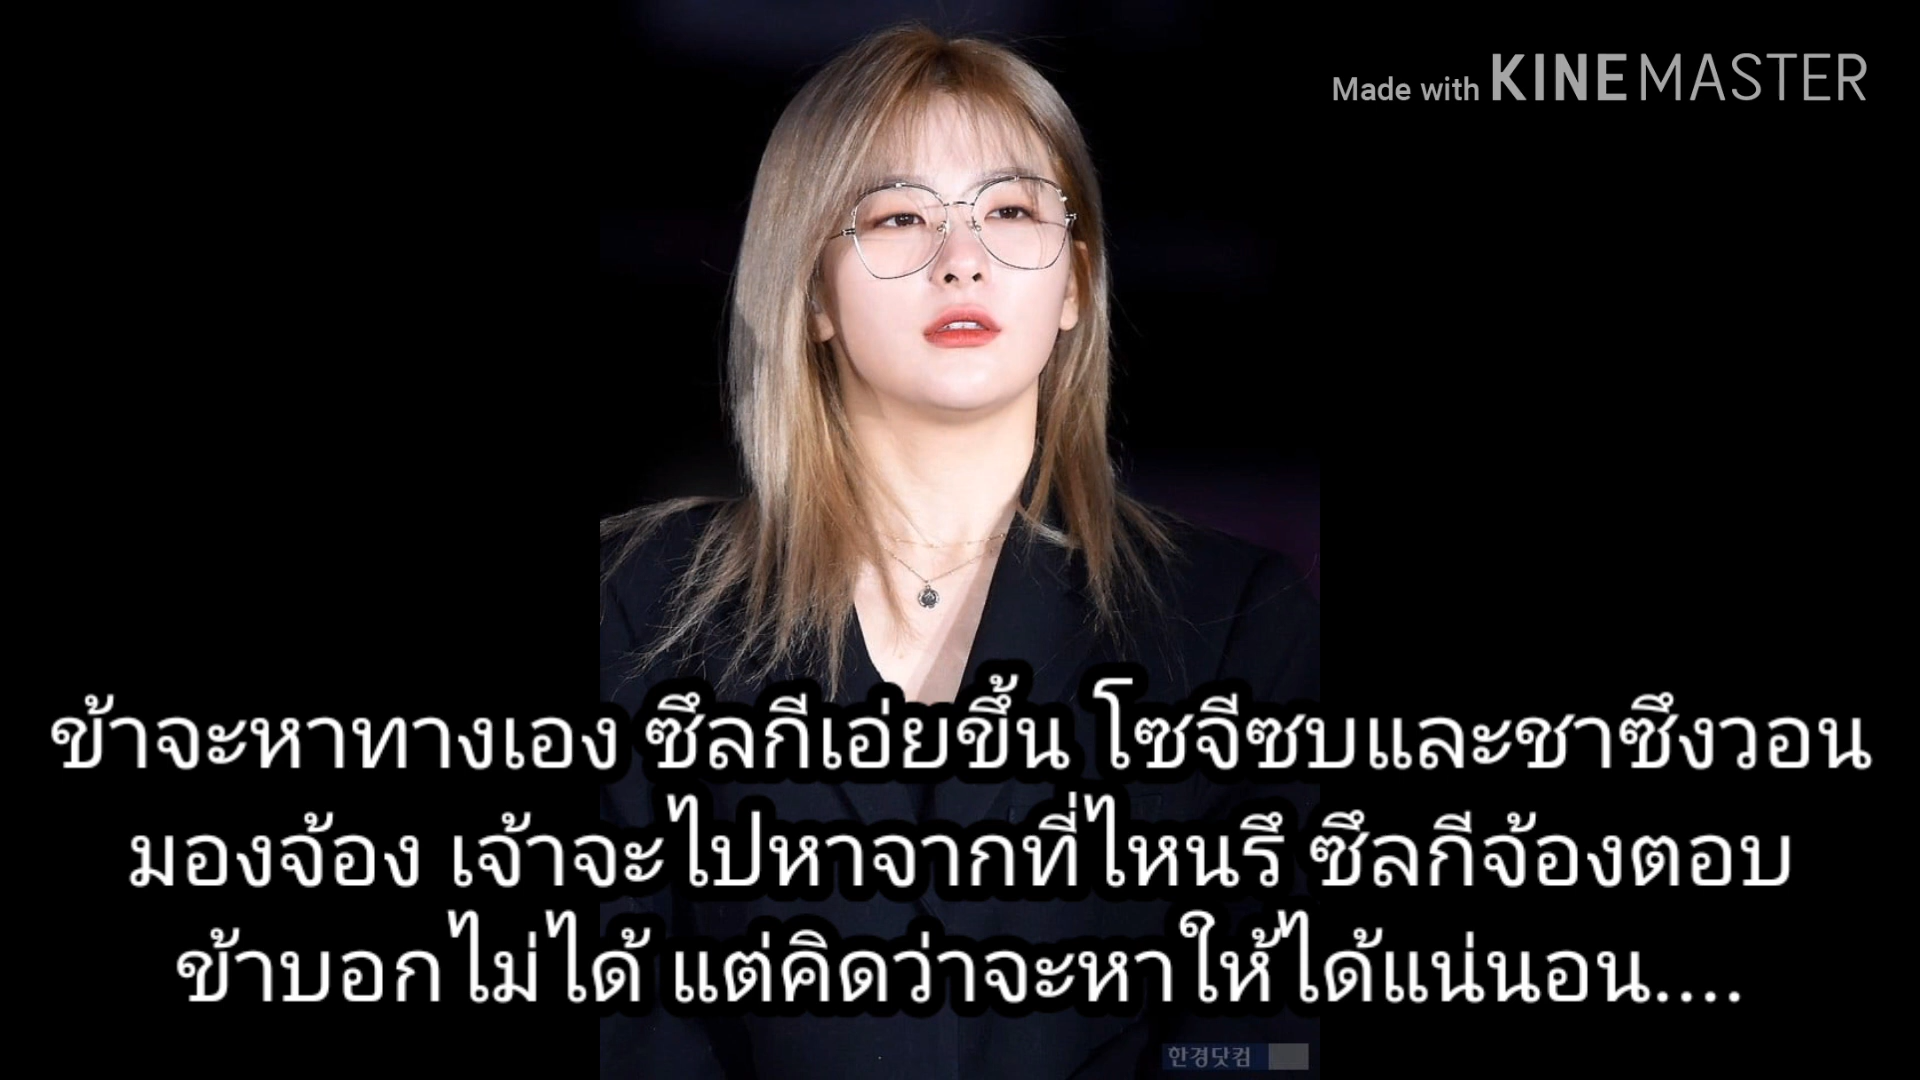 Made with KINEMASTER
ข้าจะหาทางเอง ซึลกีเอ่ยขึ้น โซจีซบและชาซึงวอน
มองจ้อง เจ้าจะไปหาจากที่ไหนรึ ซึลกีจ้องตอบ
ข้าบอกไม่ได้ แต่คิดว่าจะหาให้ได้แน่นอน....
한경닷컴